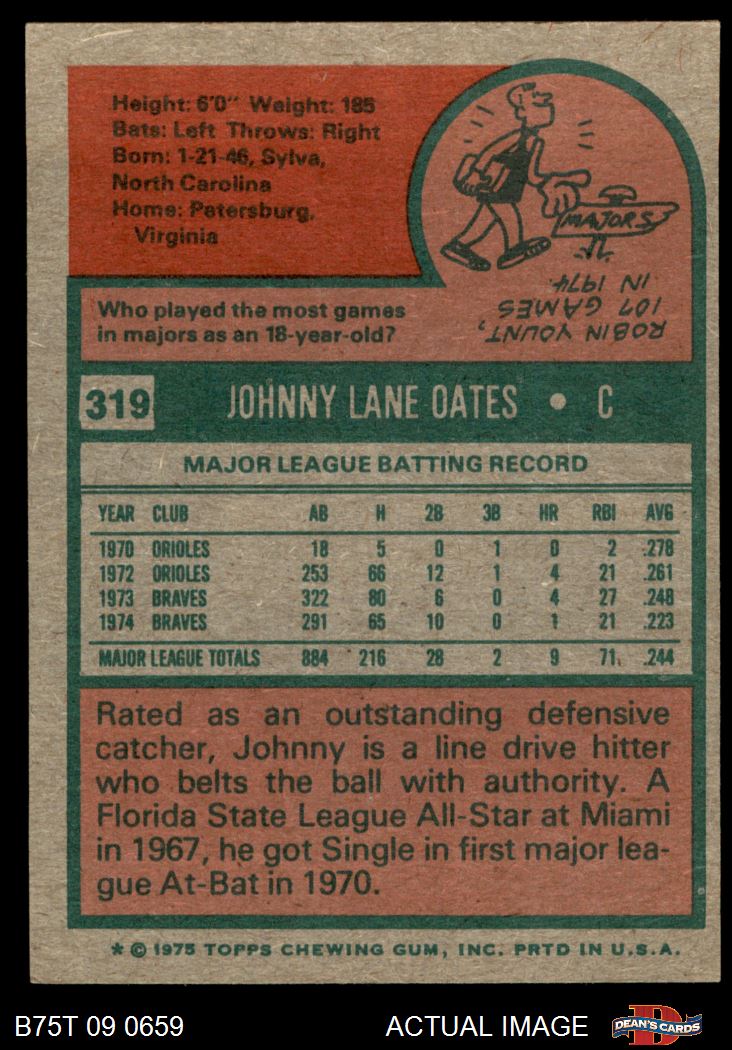 Height: 6'0" Weight: 185
Bats: Left Throws: Right
Born: 1-21-46, Sylva,
North Carolina
Home: Petersburg,
Virginia
MAJORS
Who played the most games
in majors as an 18-year-old?
ROBIN YOUNT,
107 GAMES
IN 1974.
319 JOHNNY LANE OATES • C
MAJOR LEAGUE BATTING RECORD
YEAR CLUB AB H 2B 3B HR RBI AVG
1970 ORIOLES 18 5 0 1 0 2 .278
1972 ORIOLES 253 66 12 1 4 21 .261
1973 BRAVES 322 80 6 0 4 27 .248
1974 BRAVES 291 65 10 0 1 21 .223
MAJOR LEAGUE TOTALS 884 216 28 2 9 71 .244
Rated as an outstanding defensive
catcher, Johnny is a line drive hitter
who belts the ball with authority. A
Florida State League All-Star at Miami
in 1967, he got Single in first major lea-
gue At-Bat in 1970.
* © 1975 TOPPS CHEWING GUM, INC. PRTD IN U.S.A.
B75T 09 0659 ACTUAL IMAGE D DEAN'S CARDS